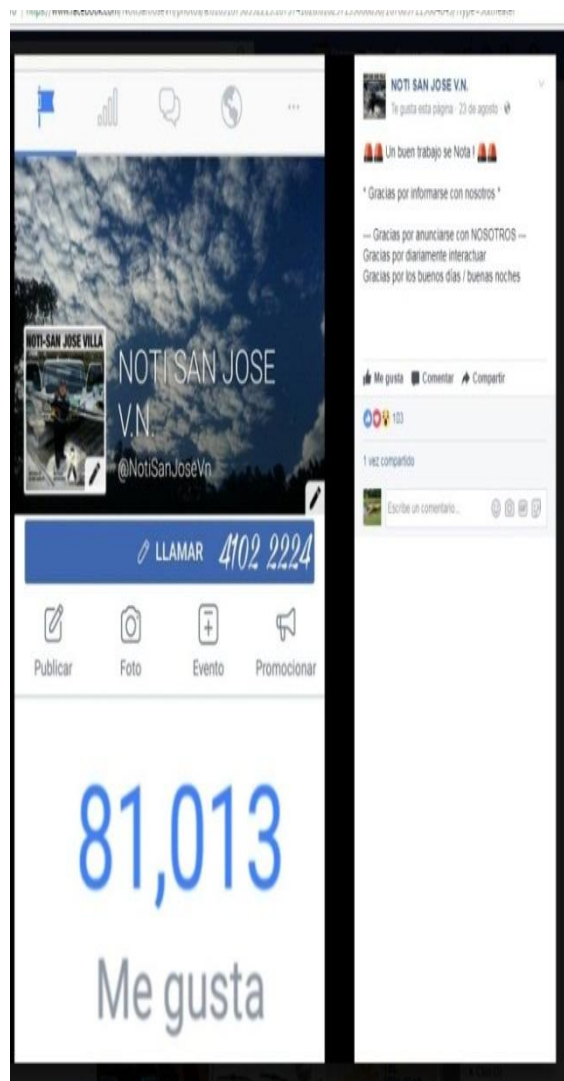 NOTI-SAN JOSE VILLA
NOTI SAN JOSE
V.N.
@NotiSanJoseVn
LLAMAR 4102 2224
Publicar Foto Evento Promocionar
81,013
Me gusta
NOTI SAN JOSE V.N.
Te gusta esta página · 23 de agosto ·
Un buen trabajo se Nota !
* Gracias por informarse con nosotros *
--- Gracias por anunciarse con NOSOTROS ---
Gracias por diariamente interactuar
Gracias por los buenos días / buenas noches
Me gusta Comentar Compartir
103
1 vez compartido
Escribe un comentario...